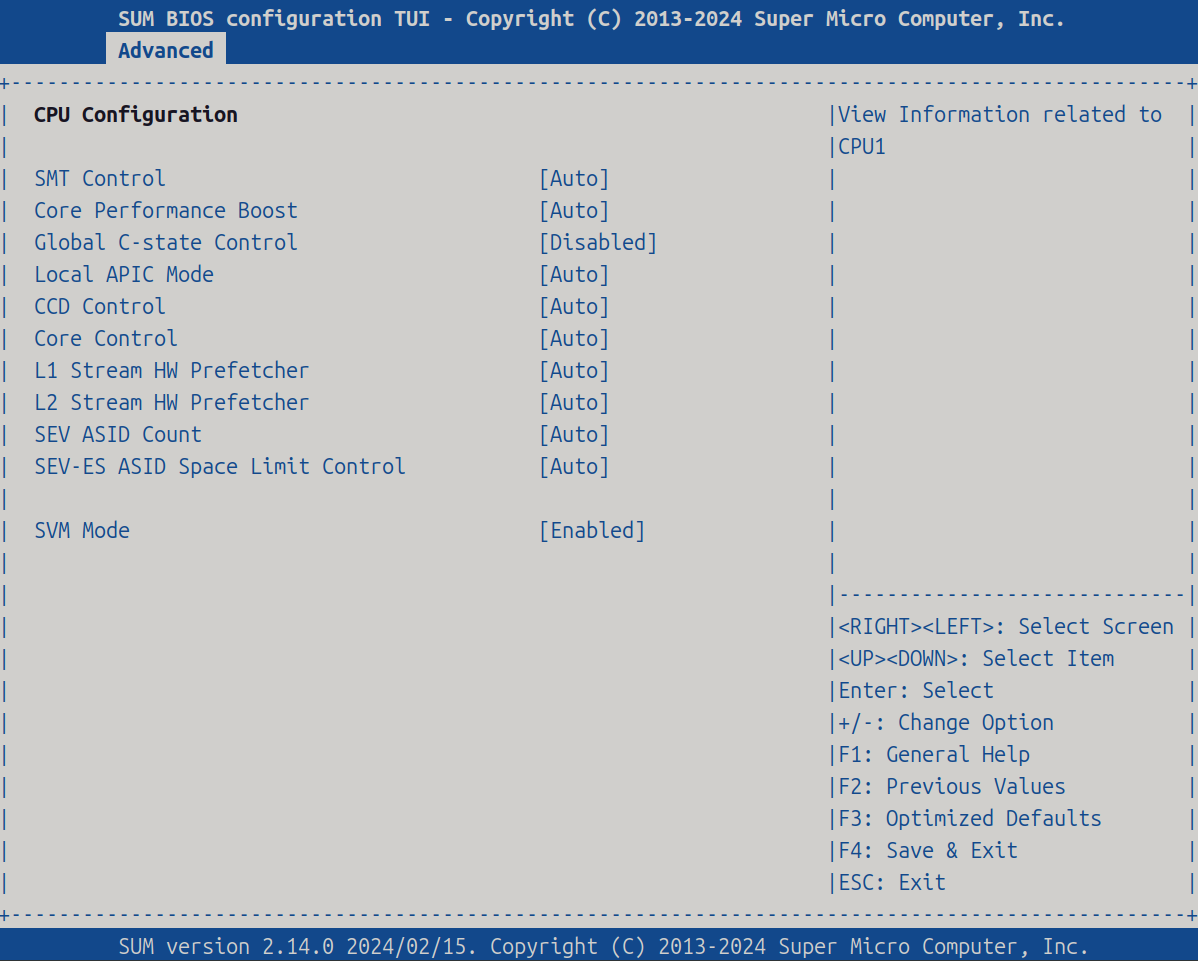 SUM BIOS configuration TUI - Copyright (C) 2013-2024 Super Micro Computer, Inc.
Advanced
CPU Configuration
SMT Control [Auto]
Core Performance Boost [Auto]
Global C-state Control [Disabled]
Local APIC Mode [Auto]
CCD Control [Auto]
Core Control [Auto]
L1 Stream HW Prefetcher [Auto]
L2 Stream HW Prefetcher [Auto]
SEV ASID Count [Auto]
SEV-ES ASID Space Limit Control [Auto]
SVM Mode [Enabled]
View Information related to
CPU1
<RIGHT><LEFT>: Select Screen
<UP><DOWN>: Select Item
Enter: Select
+/-: Change Option
F1: General Help
F2: Previous Values
F3: Optimized Defaults
F4: Save & Exit
ESC: Exit
SUM version 2.14.0 2024/02/15. Copyright (C) 2013-2024 Super Micro Computer, Inc.